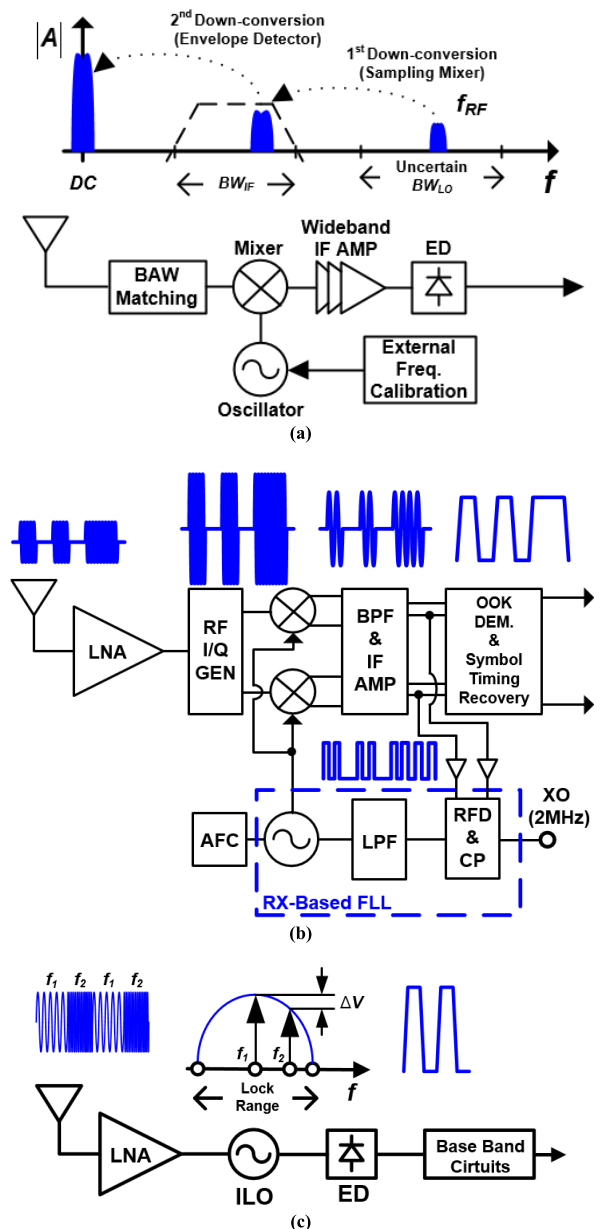 |A|
2nd Down-conversion
(Envelope Detector)
1st Down-conversion
(Sampling Mixer)
fRF
DC
BWIF
Uncertain
BWLO
f
Wideband
IF AMP
Mixer
ED
BAW
Matching
External
Freq.
Calibration
Oscillator
(a)
LNA
RF
I/Q
GEN
BPF
&
IF
AMP
OOK
DEM.
&
Symbol
Timing
Recovery
AFC
LPF
RFD
&
CP
XO
(2MHz)
RX-Based FLL
(b)
f1 f2 f1 f2
ΔV
f1 f2
Lock
Range
f
LNA
ILO
ED
Base Band
Cirtuits
(c)